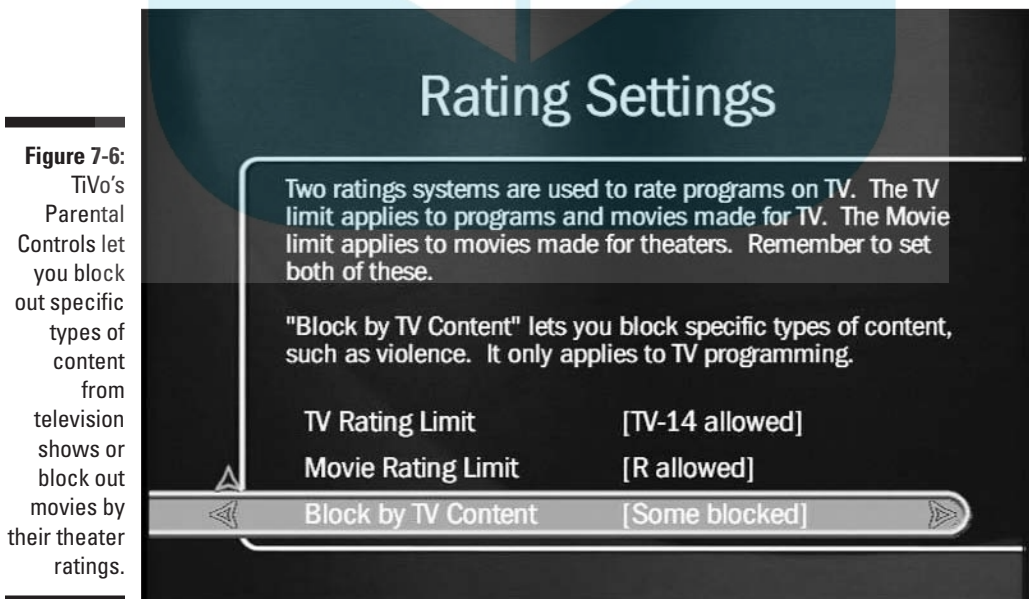 Figure 7-6:
TiVo's
Parental
Controls let
you block
out specific
types of
content
from
television
shows or
block out
movies by
their theater
ratings.
Rating Settings
Two ratings systems are used to rate programs on TV. The TV
limit applies to programs and movies made for TV. The Movie
limit applies to movies made for theaters. Remember to set
both of these.
"Block by TV Content" lets you block specific types of content,
such as violence. It only applies to TV programming.
TV Rating Limit [TV-14 allowed]
Movie Rating Limit [R allowed]
Block by TV Content [Some blocked]